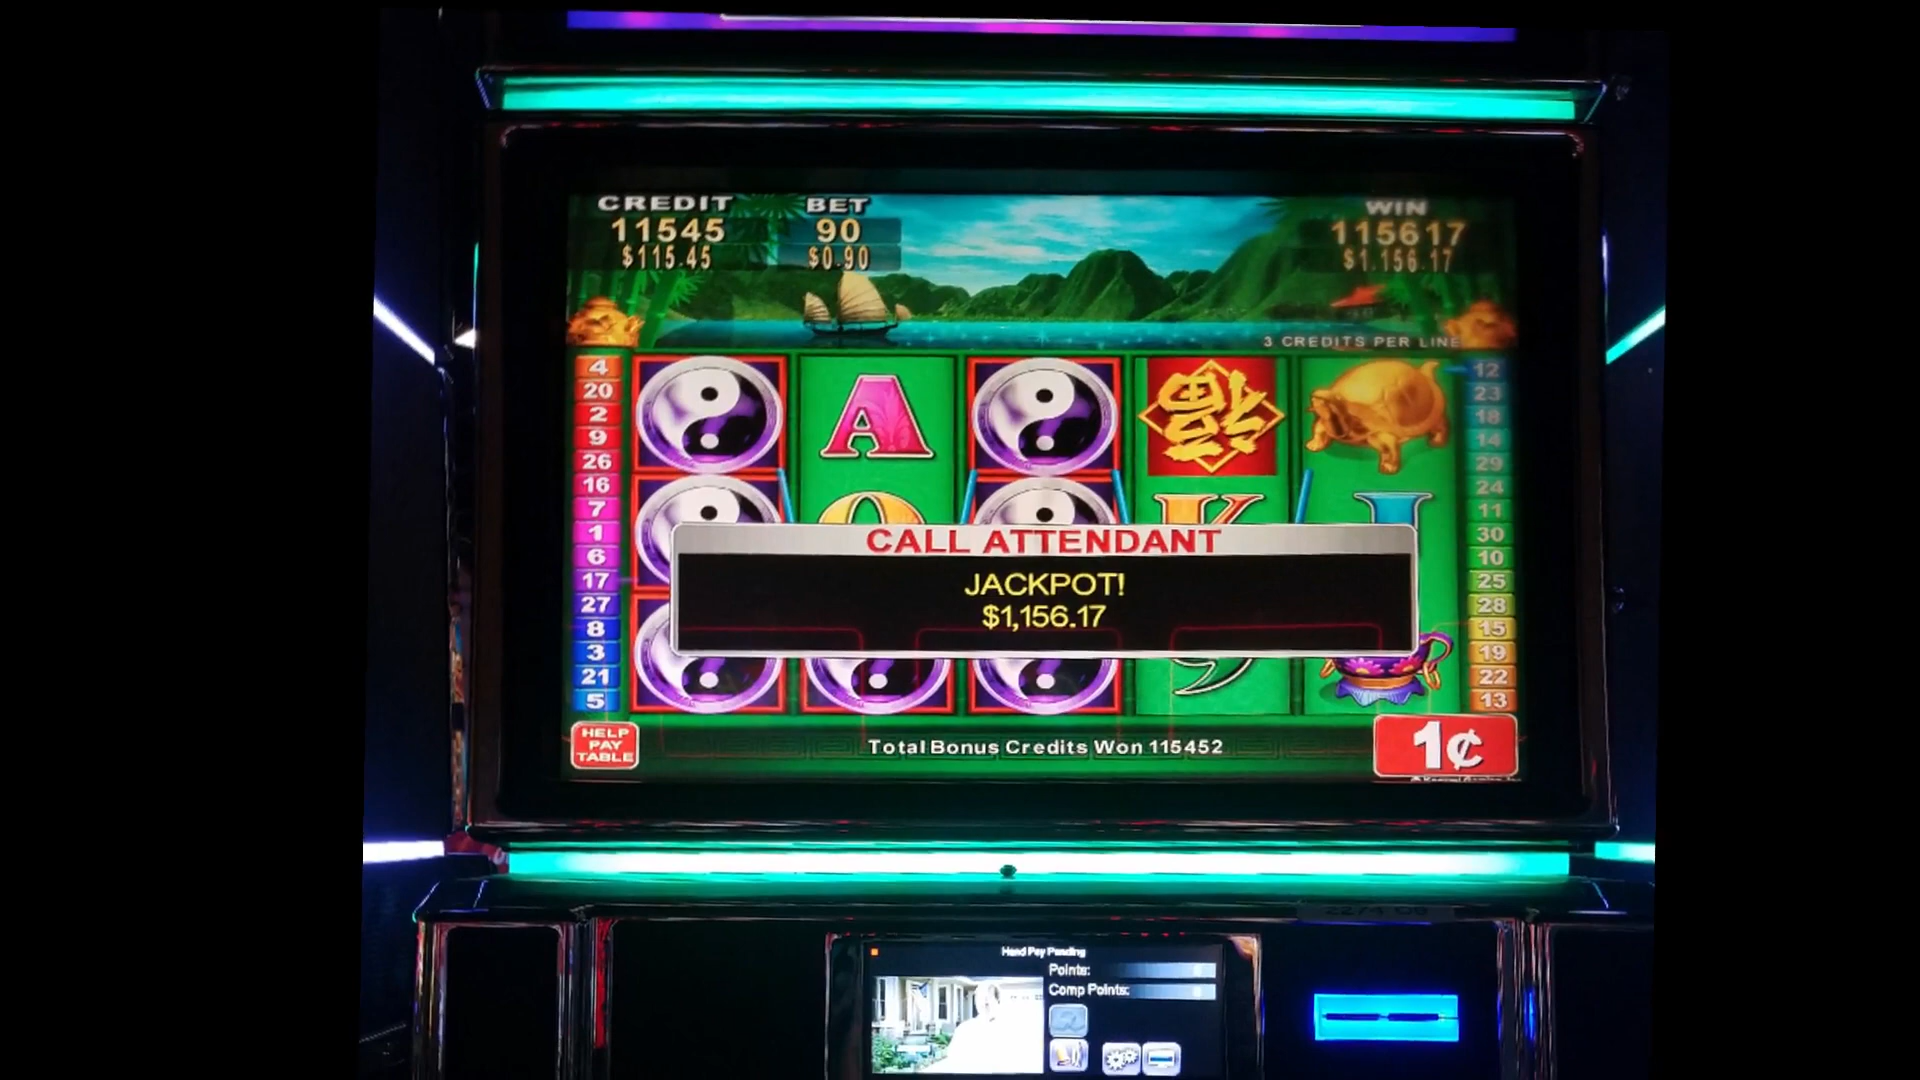 CREDIT BET WIN
11545 90 115617
$115.45 $0.90 $1,156.17
3 CREDITS PER LINE
4 12
20 23
2 18
9 A 福 14
26 29
16 24
7 11
1 Q K J 30
6 10
17 25
27 28
8 15
3 19
21 22
5 13
CALL ATTENDANT
JACKPOT!
$1,156.17
HELP
PAY
TABLE
Total Bonus Credits Won 115452
1¢
Hand Pay Pending
Points:
Comp Points: